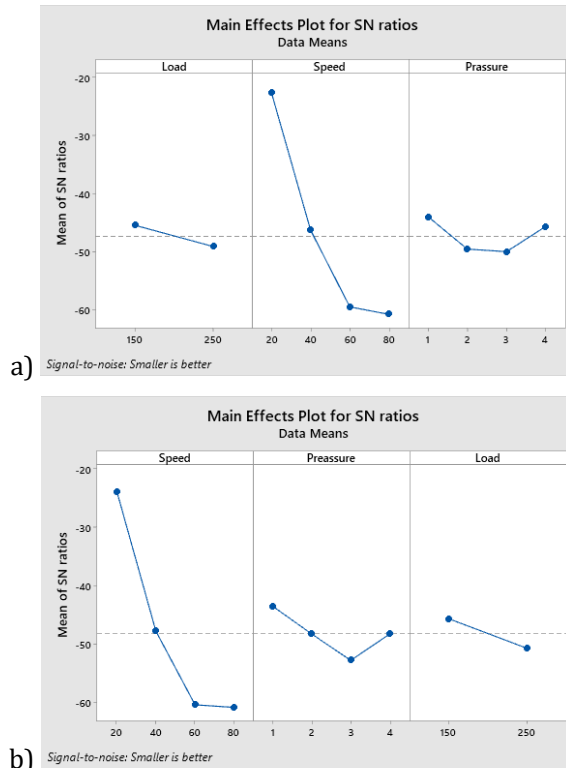 Main Effects Plot for SN ratios
Data Means
Load Speed Prassure
Mean of SN ratios
-20
-30
-40
-50
-60
150 250 20 40 60 80 1 2 3 4
Signal-to-noise: Smaller is better
a)
Main Effects Plot for SN ratios
Data Means
Speed Preassure Load
Mean of SN ratios
-20
-30
-40
-50
-60
20 40 60 80 1 2 3 4 150 250
Signal-to-noise: Smaller is better
b)